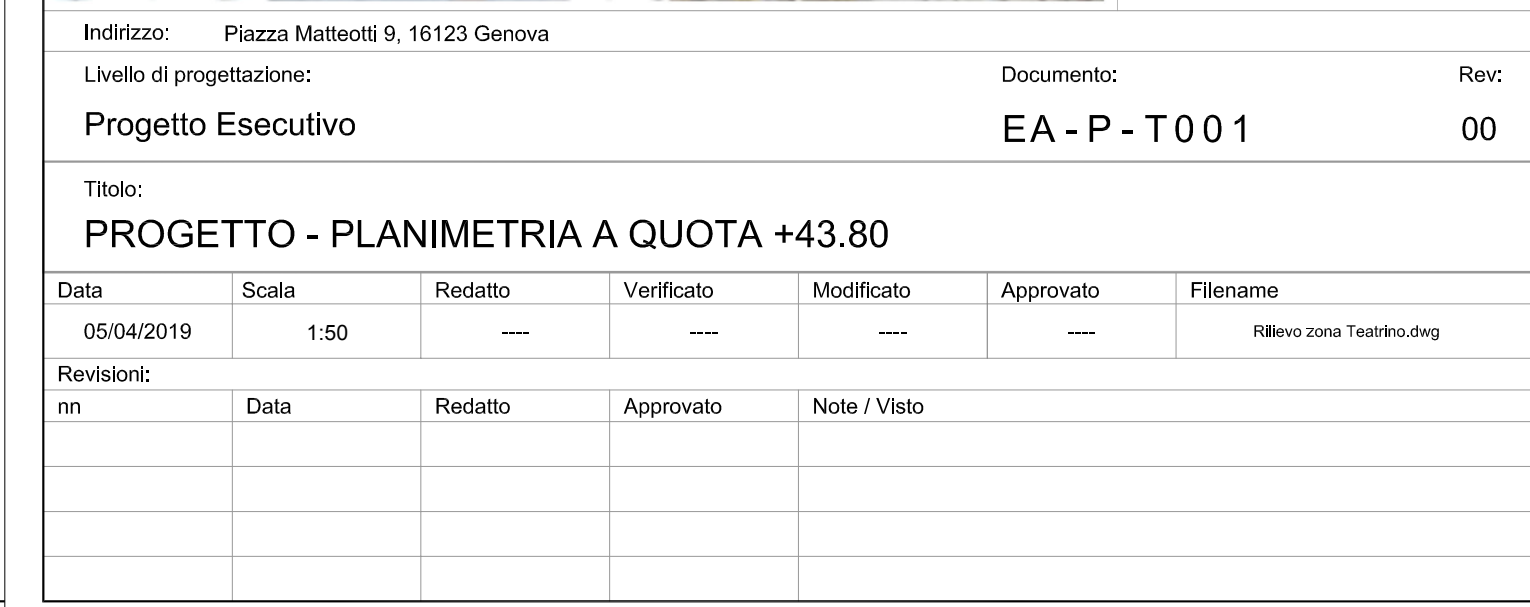 Indirizzo: Piazza Matteotti 9, 16123 Genova
Livello di progettazione: Documento: Rev:
Progetto Esecutivo EA-P-T001 00
Titolo:
PROGETTO - PLANIMETRIA A QUOTA +43.80
Data Scala Redatto Verificato Modificato Approvato Filename
05/04/2019 1:50 ---- ---- ---- ---- Rilievo zona Teatrino.dwg
Revisioni:
nn Data Redatto Approvato Note / Visto